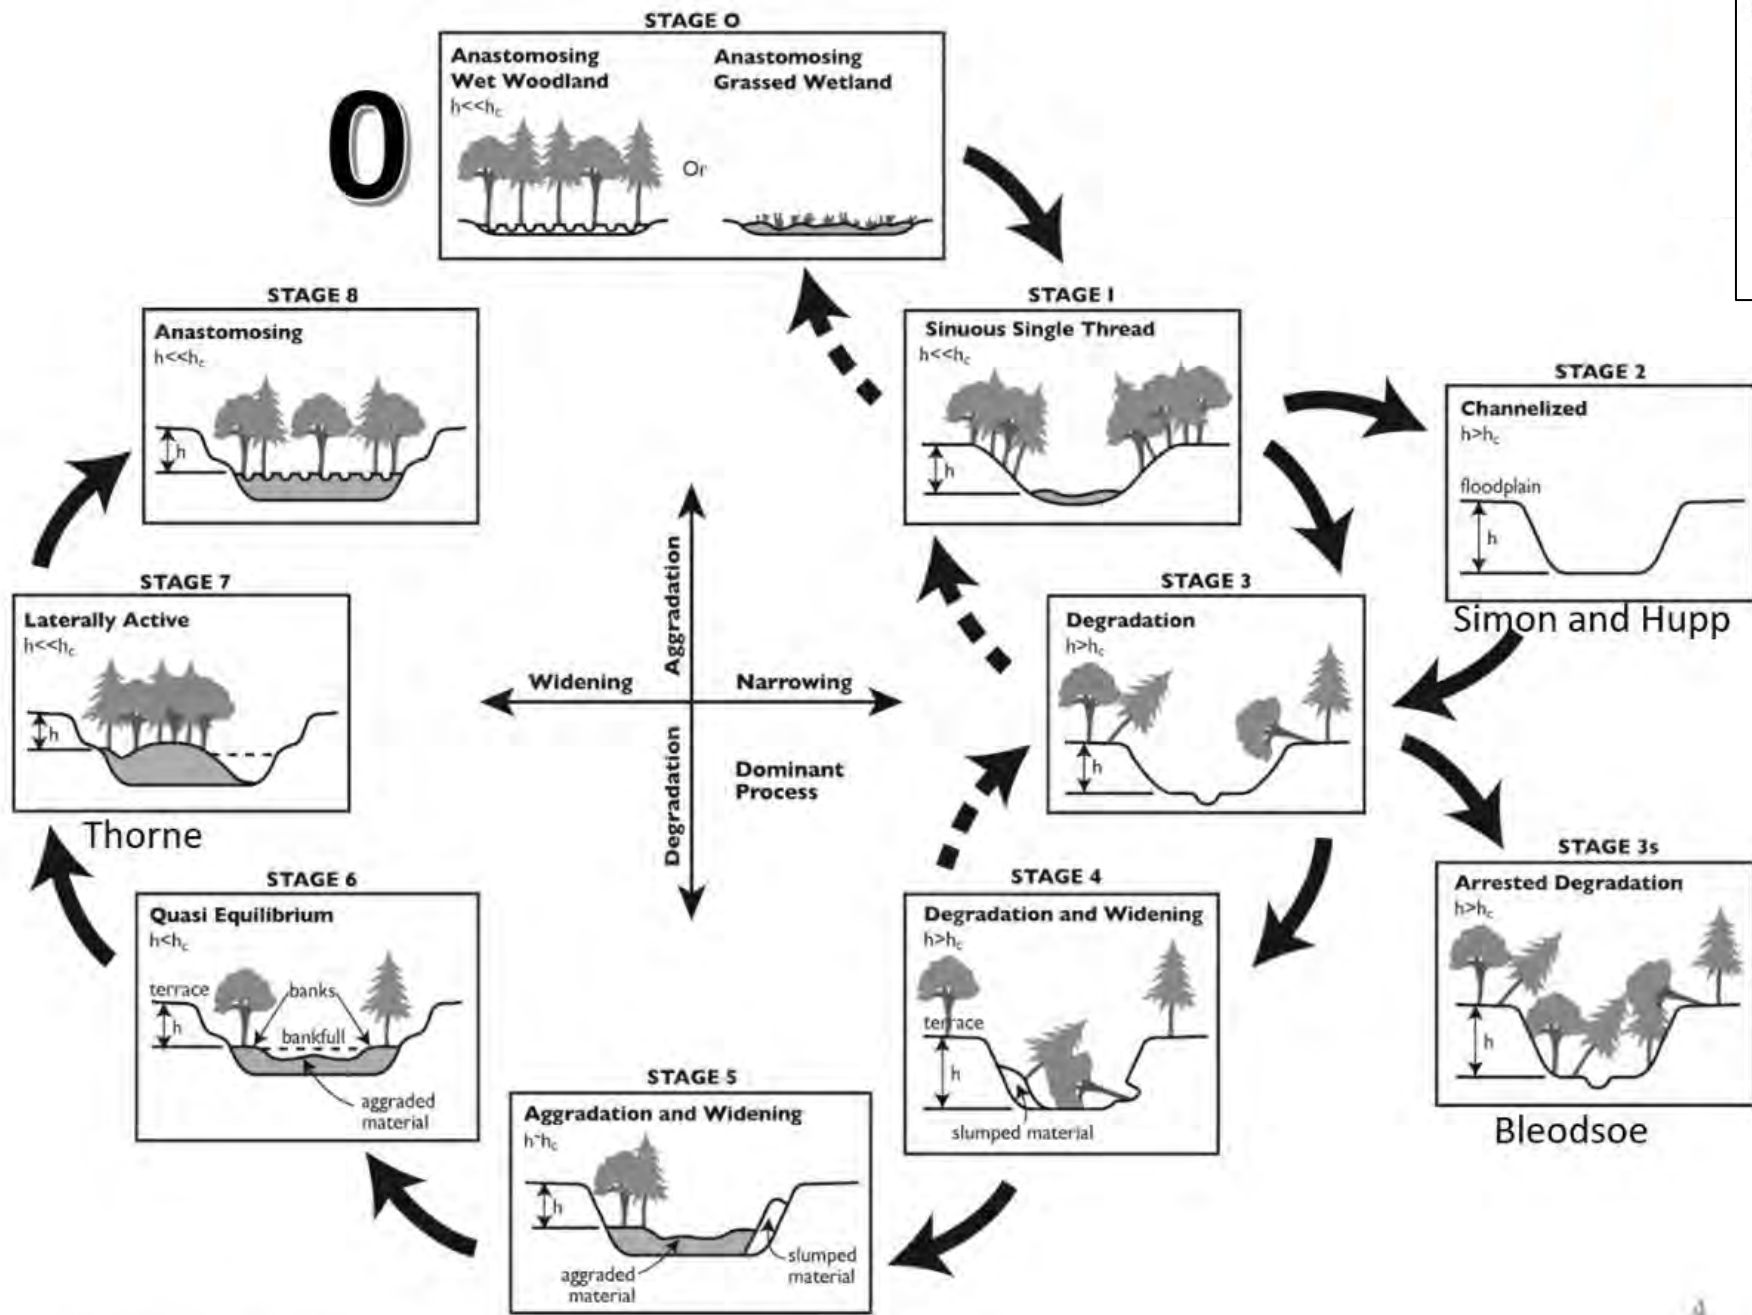 STAGE O
Anastomosing
Wet Woodland
h<<hc
Anastomosing
Grassed Wetland
Or
0
STAGE I
Sinuous Single Thread
h<<hc
h
STAGE 2
Channelized
h>hc
floodplain
h
Simon and Hupp
STAGE 3
Degradation
h>hc
h
STAGE 3s
Arrested Degradation
h>hc
h
Bleodsoe
STAGE 4
Degradation and Widening
h>hc
terrace
h
slumped material
STAGE 5
Aggradation and Widening
h~hc
h
aggraded
material
slumped
material
STAGE 6
Quasi Equilibrium
h<hc
terrace
banks
h
bankfull
aggraded
material
STAGE 7
Laterally Active
h<<hc
h
Thorne
STAGE 8
Anastomosing
h<<hc
h
Aggradation
Widening
Narrowing
Degradation
Dominant
Process